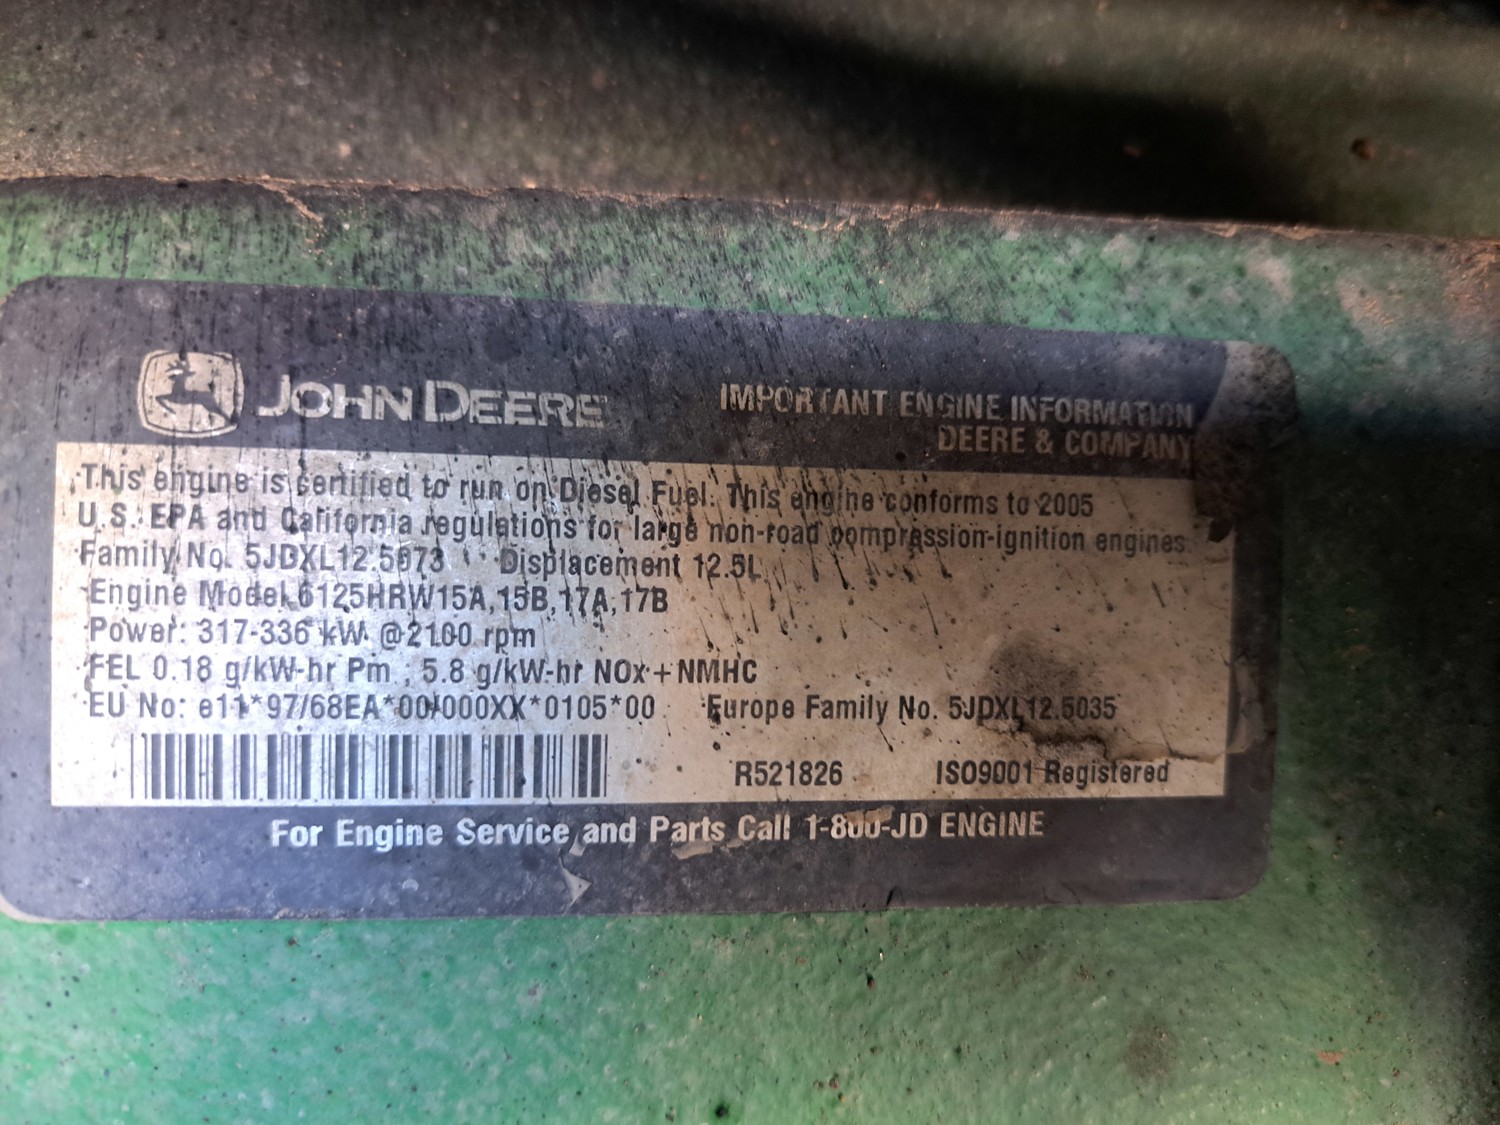 JOHN DEERE
IMPORTANT ENGINE INFORMATION
DEERE & COMPANY
This engine is certified to run on Diesel Fuel. This engine conforms to 2005
U.S. EPA and California regulations for large non-road compression-ignition engines.
Family No. 5JDXL12.5073 Displacement 12.5L
Engine Model 6125HRW15A,15B,17A,17B
Power: 317-336 kW @2100 rpm
FEL 0.18 g/kW-hr Pm , 5.8 g/kW-hr NOx+NMHC
EU No: e11*97/68EA*00/000XX*0105*00 Europe Family No. 5JDXL12.5035
R521826 ISO9001 Registered
For Engine Service and Parts Call 1-800-JD ENGINE